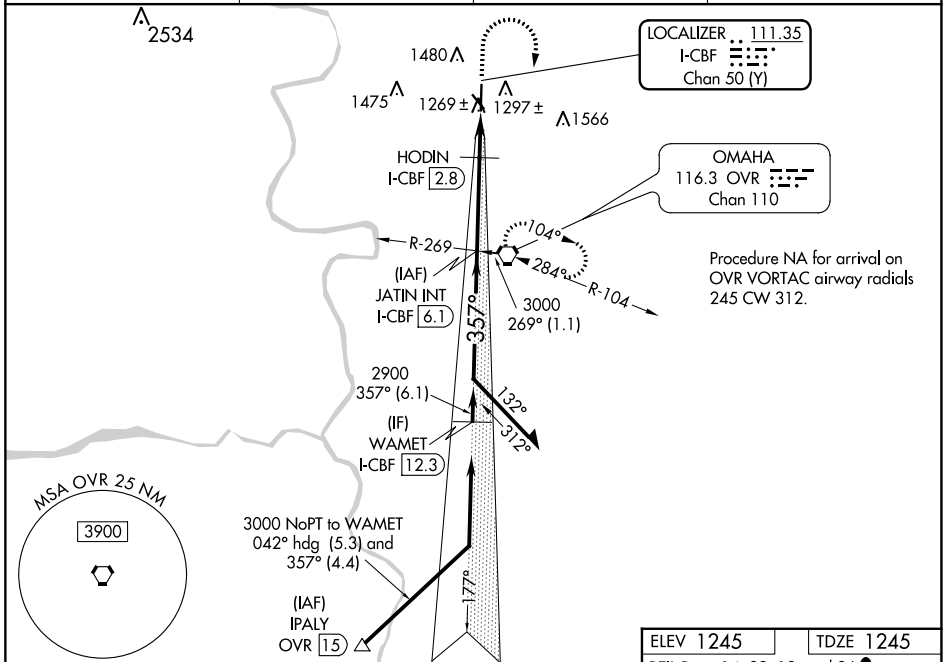 2534
1480
1475
1269 ±
1297 ±
1566
LOCALIZER 111.35
I-CBF
Chan 50 (Y)
HODIN
I-CBF 2.8
OMAHA
116.3 OVR
Chan 110
R-269
104°
284°
R-104
(IAF)
JATIN INT
I-CBF 6.1
3000
269° (1.1)
Procedure NA for arrival on
OVR VORTAC airway radials
245 CW 312.
357°
2900
357° (6.1)
132°
312°
(IF)
WAMET
I-CBF 12.3
MSA OVR 25 NM
3900
3000 NoPT to WAMET
042° hdg (5.3) and
357° (4.4)
177°
(IAF)
IPALY
OVR 15
ELEV 1245
TDZE 1245